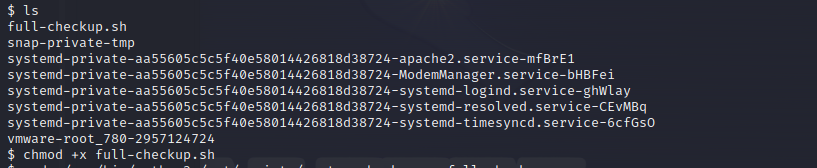 $ ls
full-checkup.sh
snap-private-tmp
systemd-private-aa55605c5c5f40e58014426818d38724-apache2.service-mfBrE1
systemd-private-aa55605c5c5f40e58014426818d38724-ModemManager.service-bHBFei
systemd-private-aa55605c5c5f40e58014426818d38724-systemd-logind.service-ghWlay
systemd-private-aa55605c5c5f40e58014426818d38724-systemd-resolved.service-CEvMBq
systemd-private-aa55605c5c5f40e58014426818d38724-systemd-timesyncd.service-6cfGsO
vmware-root_780-2957124724
$ chmod +x full-checkup.sh